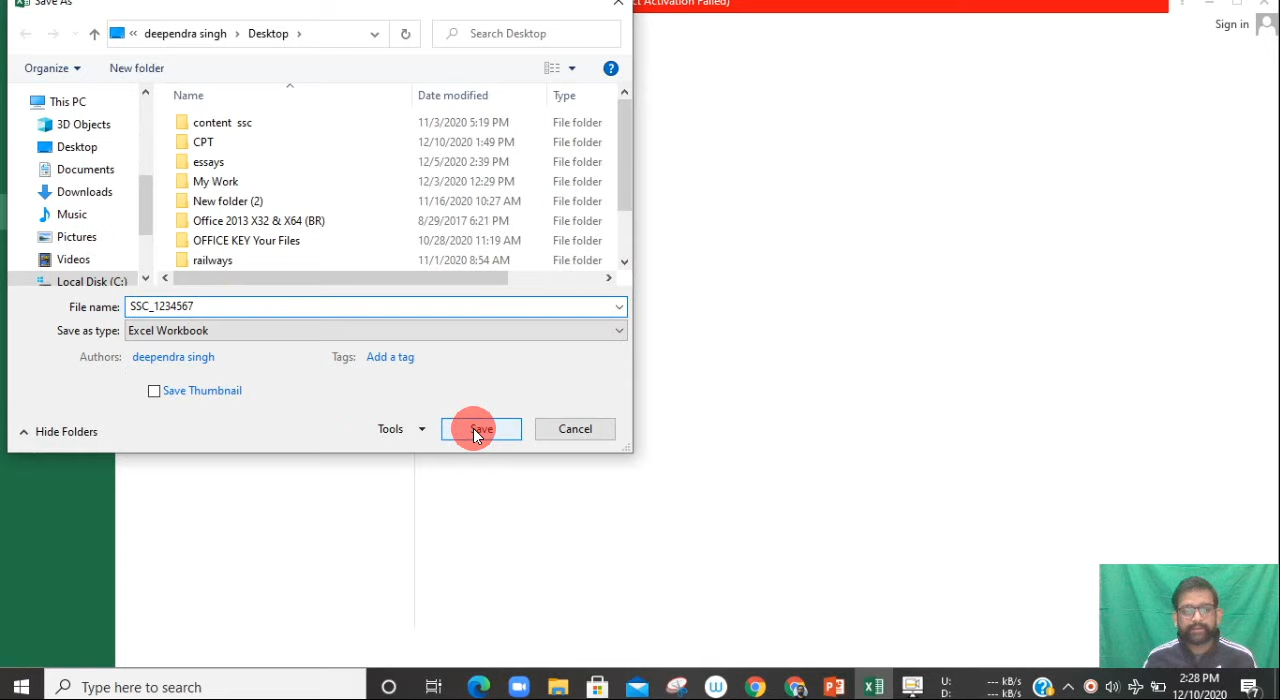 Save As
ct Activation Failed)
Sign in
« deependra singh > Desktop >
Search Desktop
Organize
New folder
Name
Date modified
Type
This PC
3D Objects
Desktop
Documents
Downloads
Music
Pictures
Videos
Local Disk (C:)
content ssc 11/3/2020 5:19 PM File folder
CPT 12/10/2020 1:49 PM File folder
essays 12/5/2020 2:39 PM File folder
My Work 12/3/2020 12:29 PM File folder
New folder (2) 11/16/2020 10:27 AM File folder
Office 2013 X32 & X64 (BR) 8/29/2017 6:21 PM File folder
OFFICE KEY Your Files 10/28/2020 11:19 AM File folder
railways 11/1/2020 8:54 AM File folder
File name: SSC_1234567
Save as type: Excel Workbook
Authors: deependra singh
Tags: Add a tag
Save Thumbnail
Hide Folders
Tools
Save
Cancel
Type here to search
U: --- kB/s
D: --- kB/s
2:28 PM
12/10/2020
7